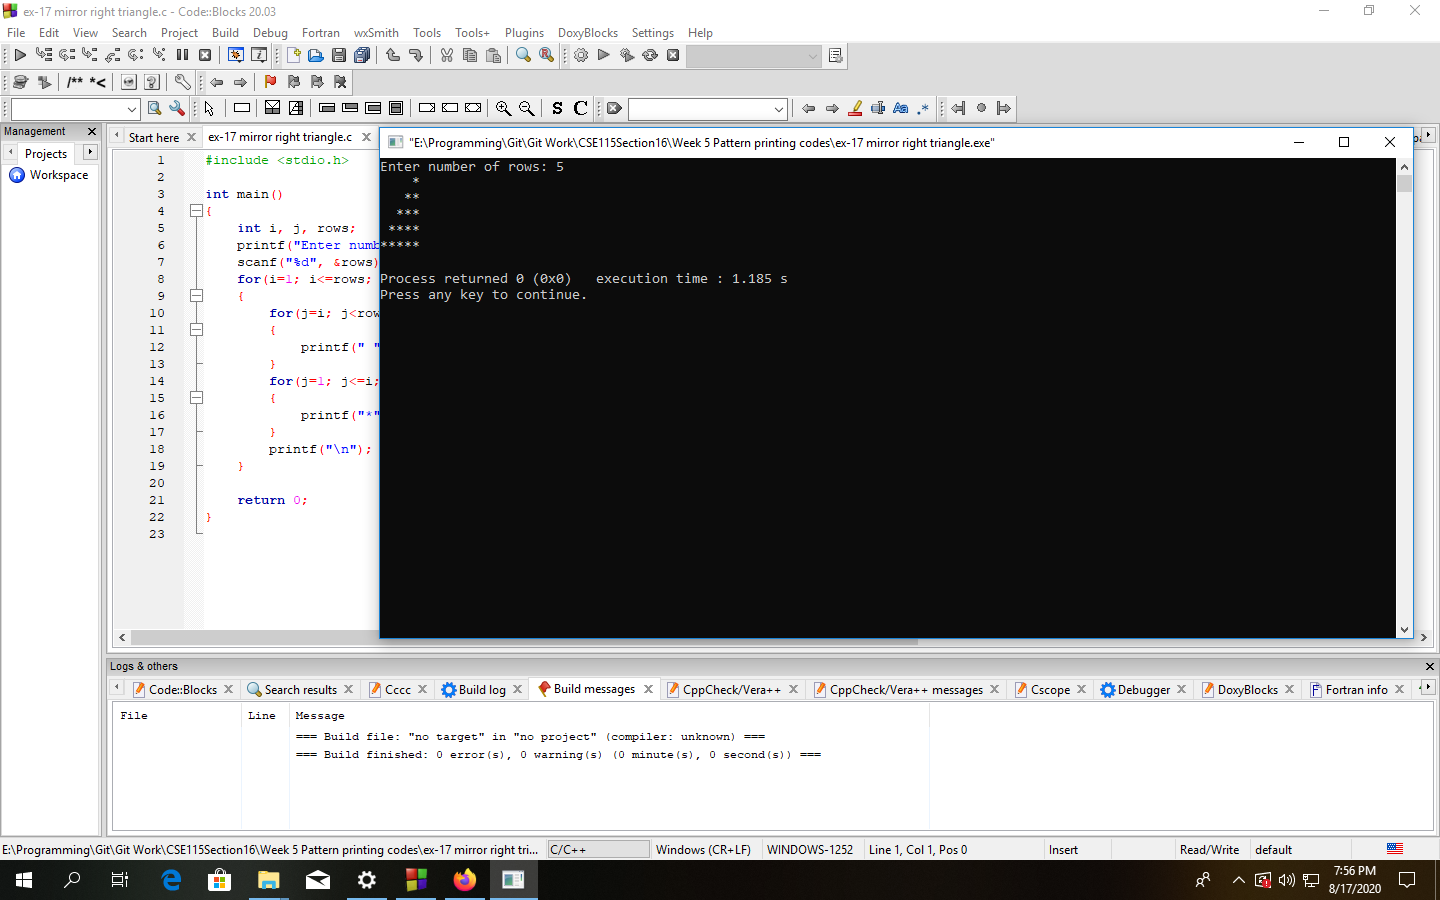 ex-17 mirror right triangle.c - Code::Blocks 20.03
File Edit View Search Project Build Debug Fortran wxSmith Tools Tools+ Plugins DoxyBlocks Settings Help
/** *<
S C
Aa .*
Management
Projects
Workspace
Start here ex-17 mirror right triangle.c
1 #include <stdio.h>
2
3 int main()
4 {
5 int i, j, rows;
6 printf("Enter numb
7 scanf("%d", &rows)
8 for(i=1; i<=rows;
9 {
10 for(j=i; j<row
11 {
12 printf(" "
13 }
14 for(j=1; j<=i;
15 {
16 printf("*"
17 }
18 printf("\n");
19 }
20
21 return 0;
22 }
23
"E:\Programming\Git\Git Work\CSE115Section16\Week 5 Pattern printing codes\ex-17 mirror right triangle.exe"
Enter number of rows: 5
    *
   **
  ***
 ****
*****
Process returned 0 (0x0)   execution time : 1.185 s
Press any key to continue.
Logs & others
Code::Blocks Search results Cccc Build log Build messages CppCheck/Vera++ CppCheck/Vera++ messages Cscope Debugger DoxyBlocks Fortran info
File Line Message
=== Build file: "no target" in "no project" (compiler: unknown) ===
=== Build finished: 0 error(s), 0 warning(s) (0 minute(s), 0 second(s)) ===
E:\Programming\Git\Git Work\CSE115Section16\Week 5 Pattern printing codes\ex-17 mirror right tri... C/C++ Windows (CR+LF) WINDOWS-1252 Line 1, Col 1, Pos 0 Insert Read/Write default
7:56 PM
8/17/2020